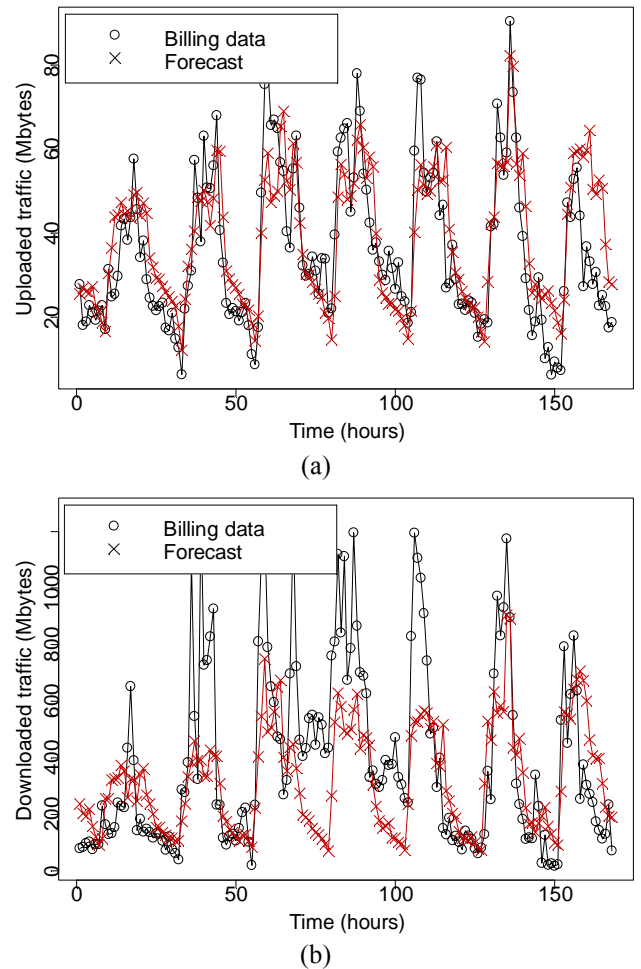 Billing data
Forecast
Uploaded traffic (Mbytes)
20 40 60 80
0 50 100 150
Time (hours)
(a)
Billing data
Forecast
Downloaded traffic (Mbytes)
0 200 400 600 800 1000
0 50 100 150
Time (hours)
(b)